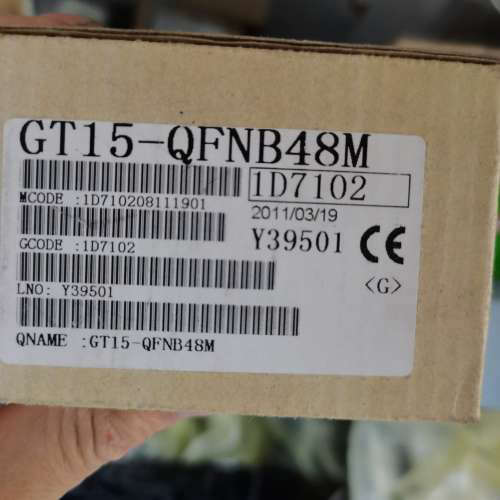 GT15-QFNB48M
1D7102
MCODE :1D710208111901
2011/03/19
GCODE :1D7102
Y39501
CE
<G>
LNO: Y39501
QNAME :GT15-QFNB48M